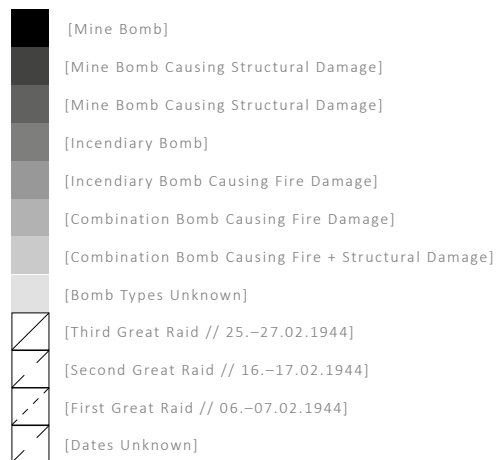 [Mine Bomb]
[Mine Bomb Causing Structural Damage]
[Mine Bomb Causing Structural Damage]
[Incendiary Bomb]
[Incendiary Bomb Causing Fire Damage]
[Combination Bomb Causing Fire Damage]
[Combination Bomb Causing Fire + Structural Damage]
[Bomb Types Unknown]
[Third Great Raid // 25.–27.02.1944]
[Second Great Raid // 16.–17.02.1944]
[First Great Raid // 06.–07.02.1944]
[Dates Unknown]